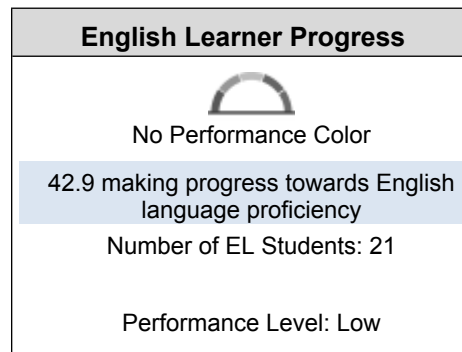 English Learner Progress
No Performance Color
42.9 making progress towards English
language proficiency
Number of EL Students: 21
Performance Level: Low